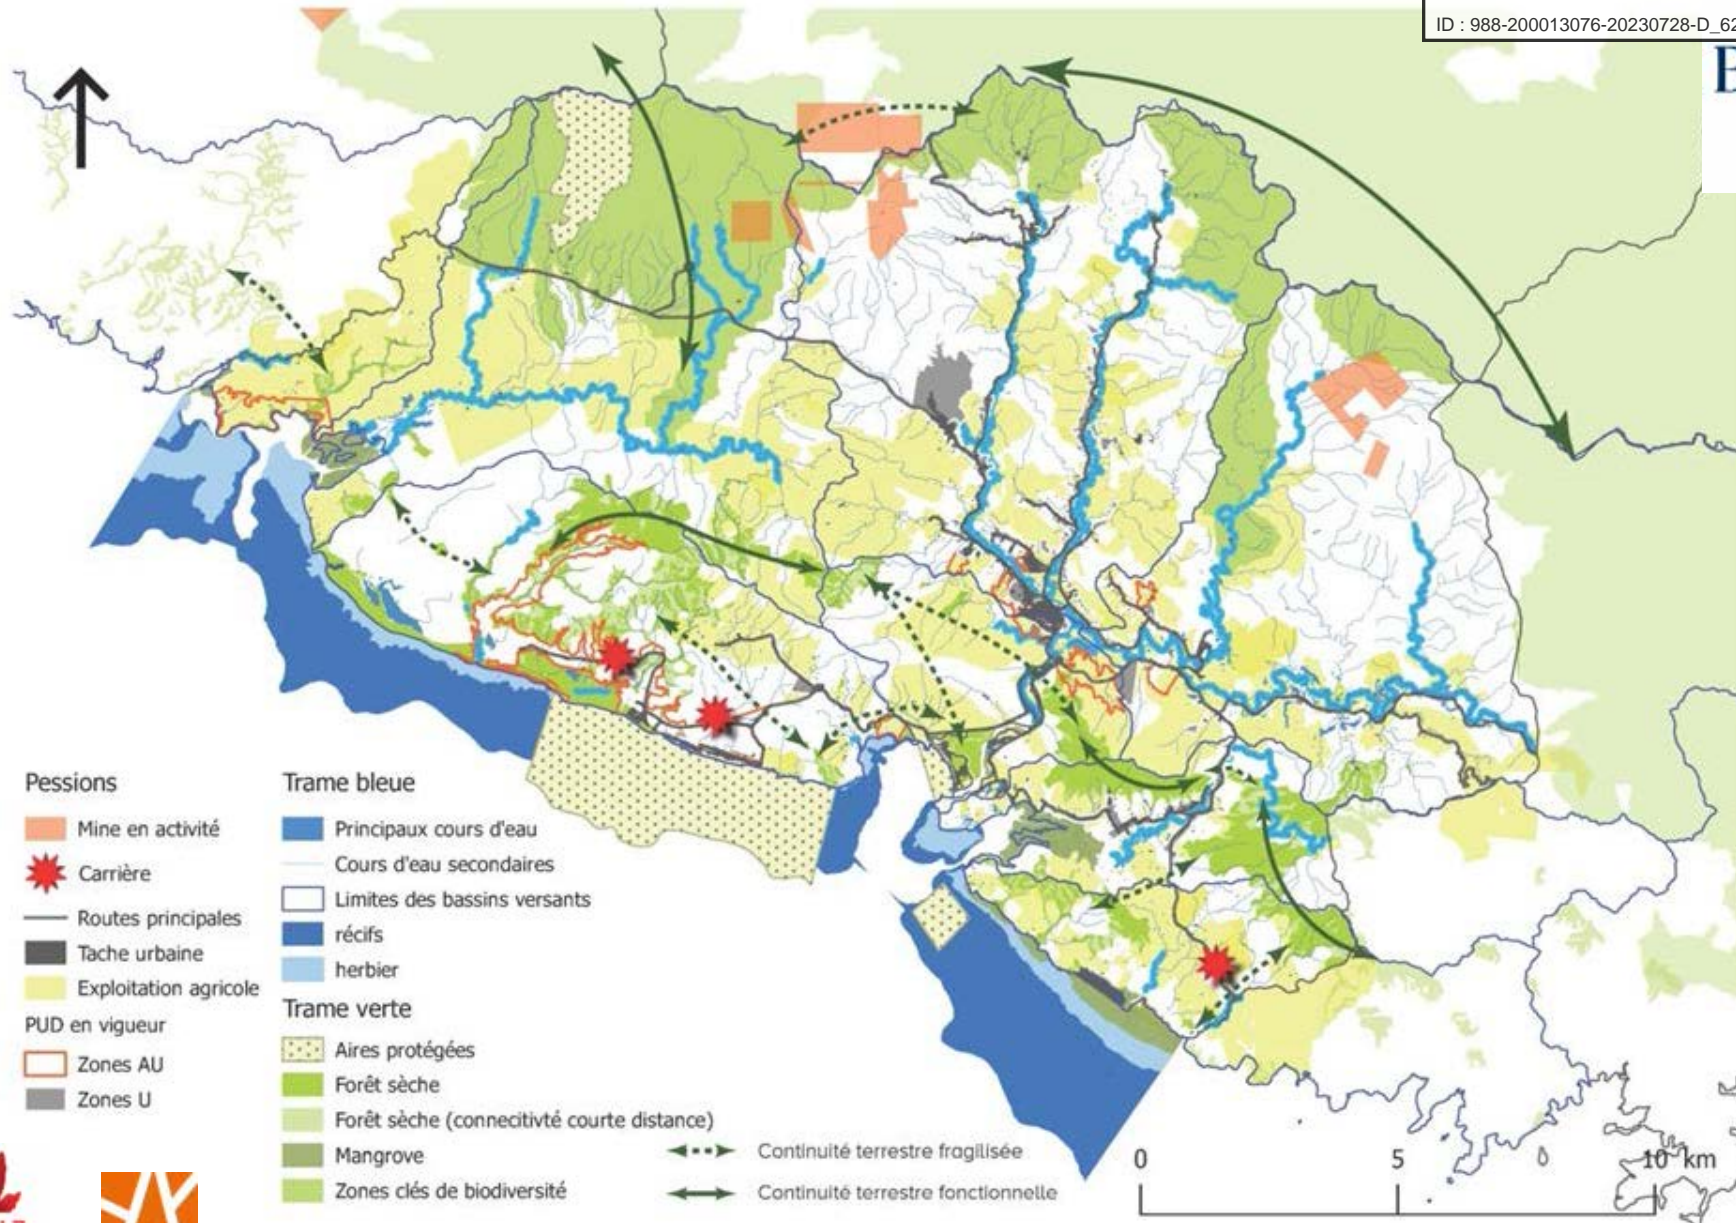 ID : 988-200013076-20230728-D_62
Pessions
Mine en activité
Carrière
Routes principales
Tache urbaine
Exploitation agricole
PUD en vigueur
Zones AU
Zones U
Trame bleue
Principaux cours d'eau
Cours d'eau secondaires
Limites des bassins versants
récifs
herbier
Trame verte
Aires protégées
Forêt sèche
Forêt sèche (connecitivté courte distance)
Mangrove
Zones clés de biodiversité
Continuité terrestre fragilisée
Continuité terrestre fonctionnelle
0 5 10 km